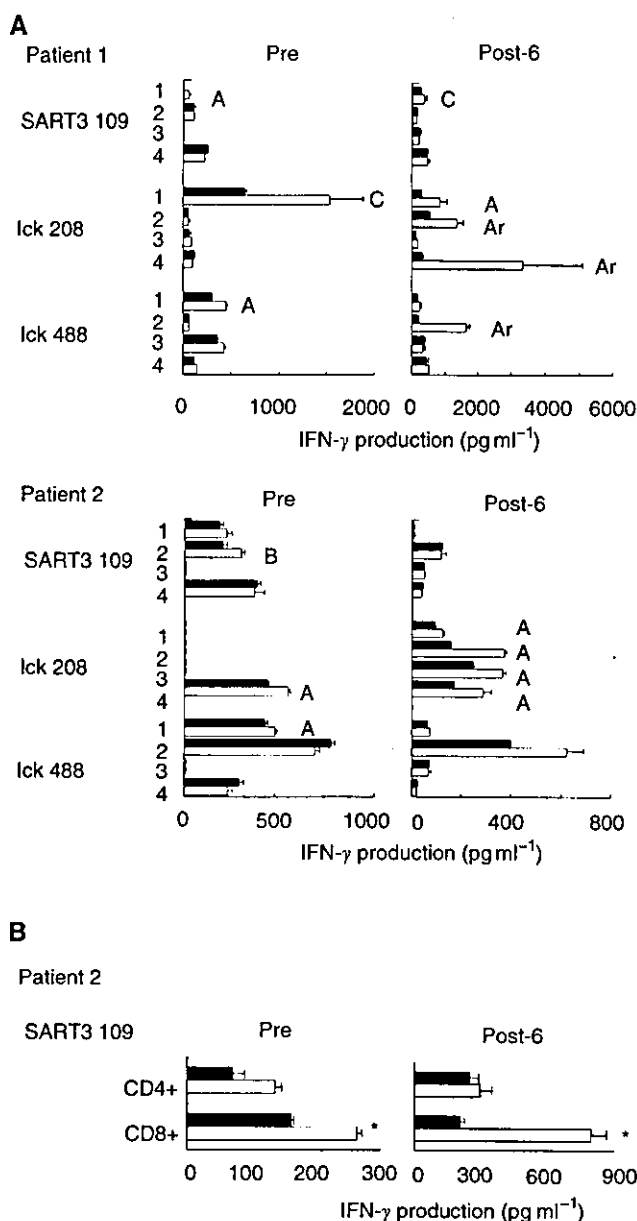 A
Patient 1
Pre
Post-6
SART3 109
1
2
3
4
A
C
lck 208
1
2
3
4
C
A
Ar
Ar
lck 488
1
2
3
4
A
Ar
0 1000 2000
0 2000 4000 6000
IFN-γ production (pg ml⁻¹)
Patient 2
Pre
Post-6
SART3 109
1
2
3
4
B
lck 208
1
2
3
4
A
A
A
A
A
lck 488
1
2
3
4
A
0 500 1000
0 400 800
IFN-γ production (pg ml⁻¹)
B
Patient 2
SART3 109
Pre
Post-6
CD4+
CD8+
*
*
0 100 200 300
0 300 600 900
IFN-γ production (pg ml⁻¹)